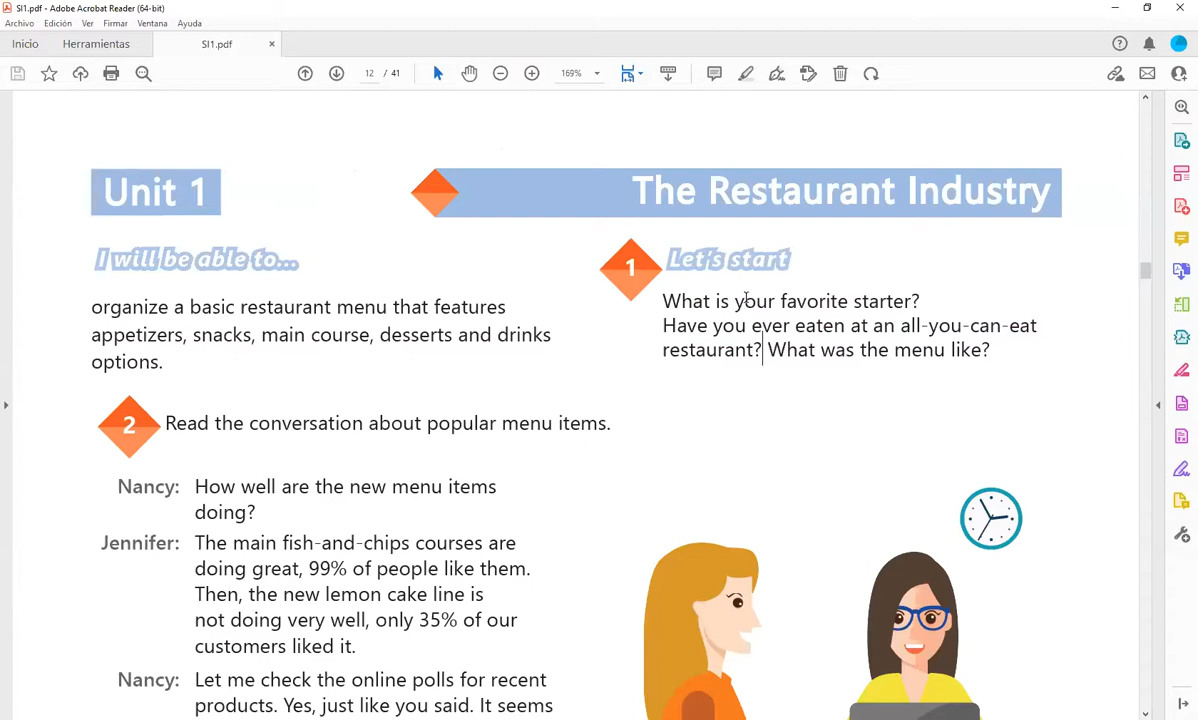 SI1.pdf - Adobe Acrobat Reader (64-bit)
Archivo Edición Ver Firmar Ventana Ayuda
Inicio Herramientas SI1.pdf ×
12 / 41 169%
Unit 1
The Restaurant Industry
I will be able to...
organize a basic restaurant menu that features
appetizers, snacks, main course, desserts and drinks
options.
1 Let's start
What is your favorite starter?
Have you ever eaten at an all-you-can-eat
restaurant? What was the menu like?
2 Read the conversation about popular menu items.
Nancy: How well are the new menu items
doing?
Jennifer: The main fish-and-chips courses are
doing great, 99% of people like them.
Then, the new lemon cake line is
not doing very well, only 35% of our
customers liked it.
Nancy: Let me check the online polls for recent
products. Yes, just like you said. It seems